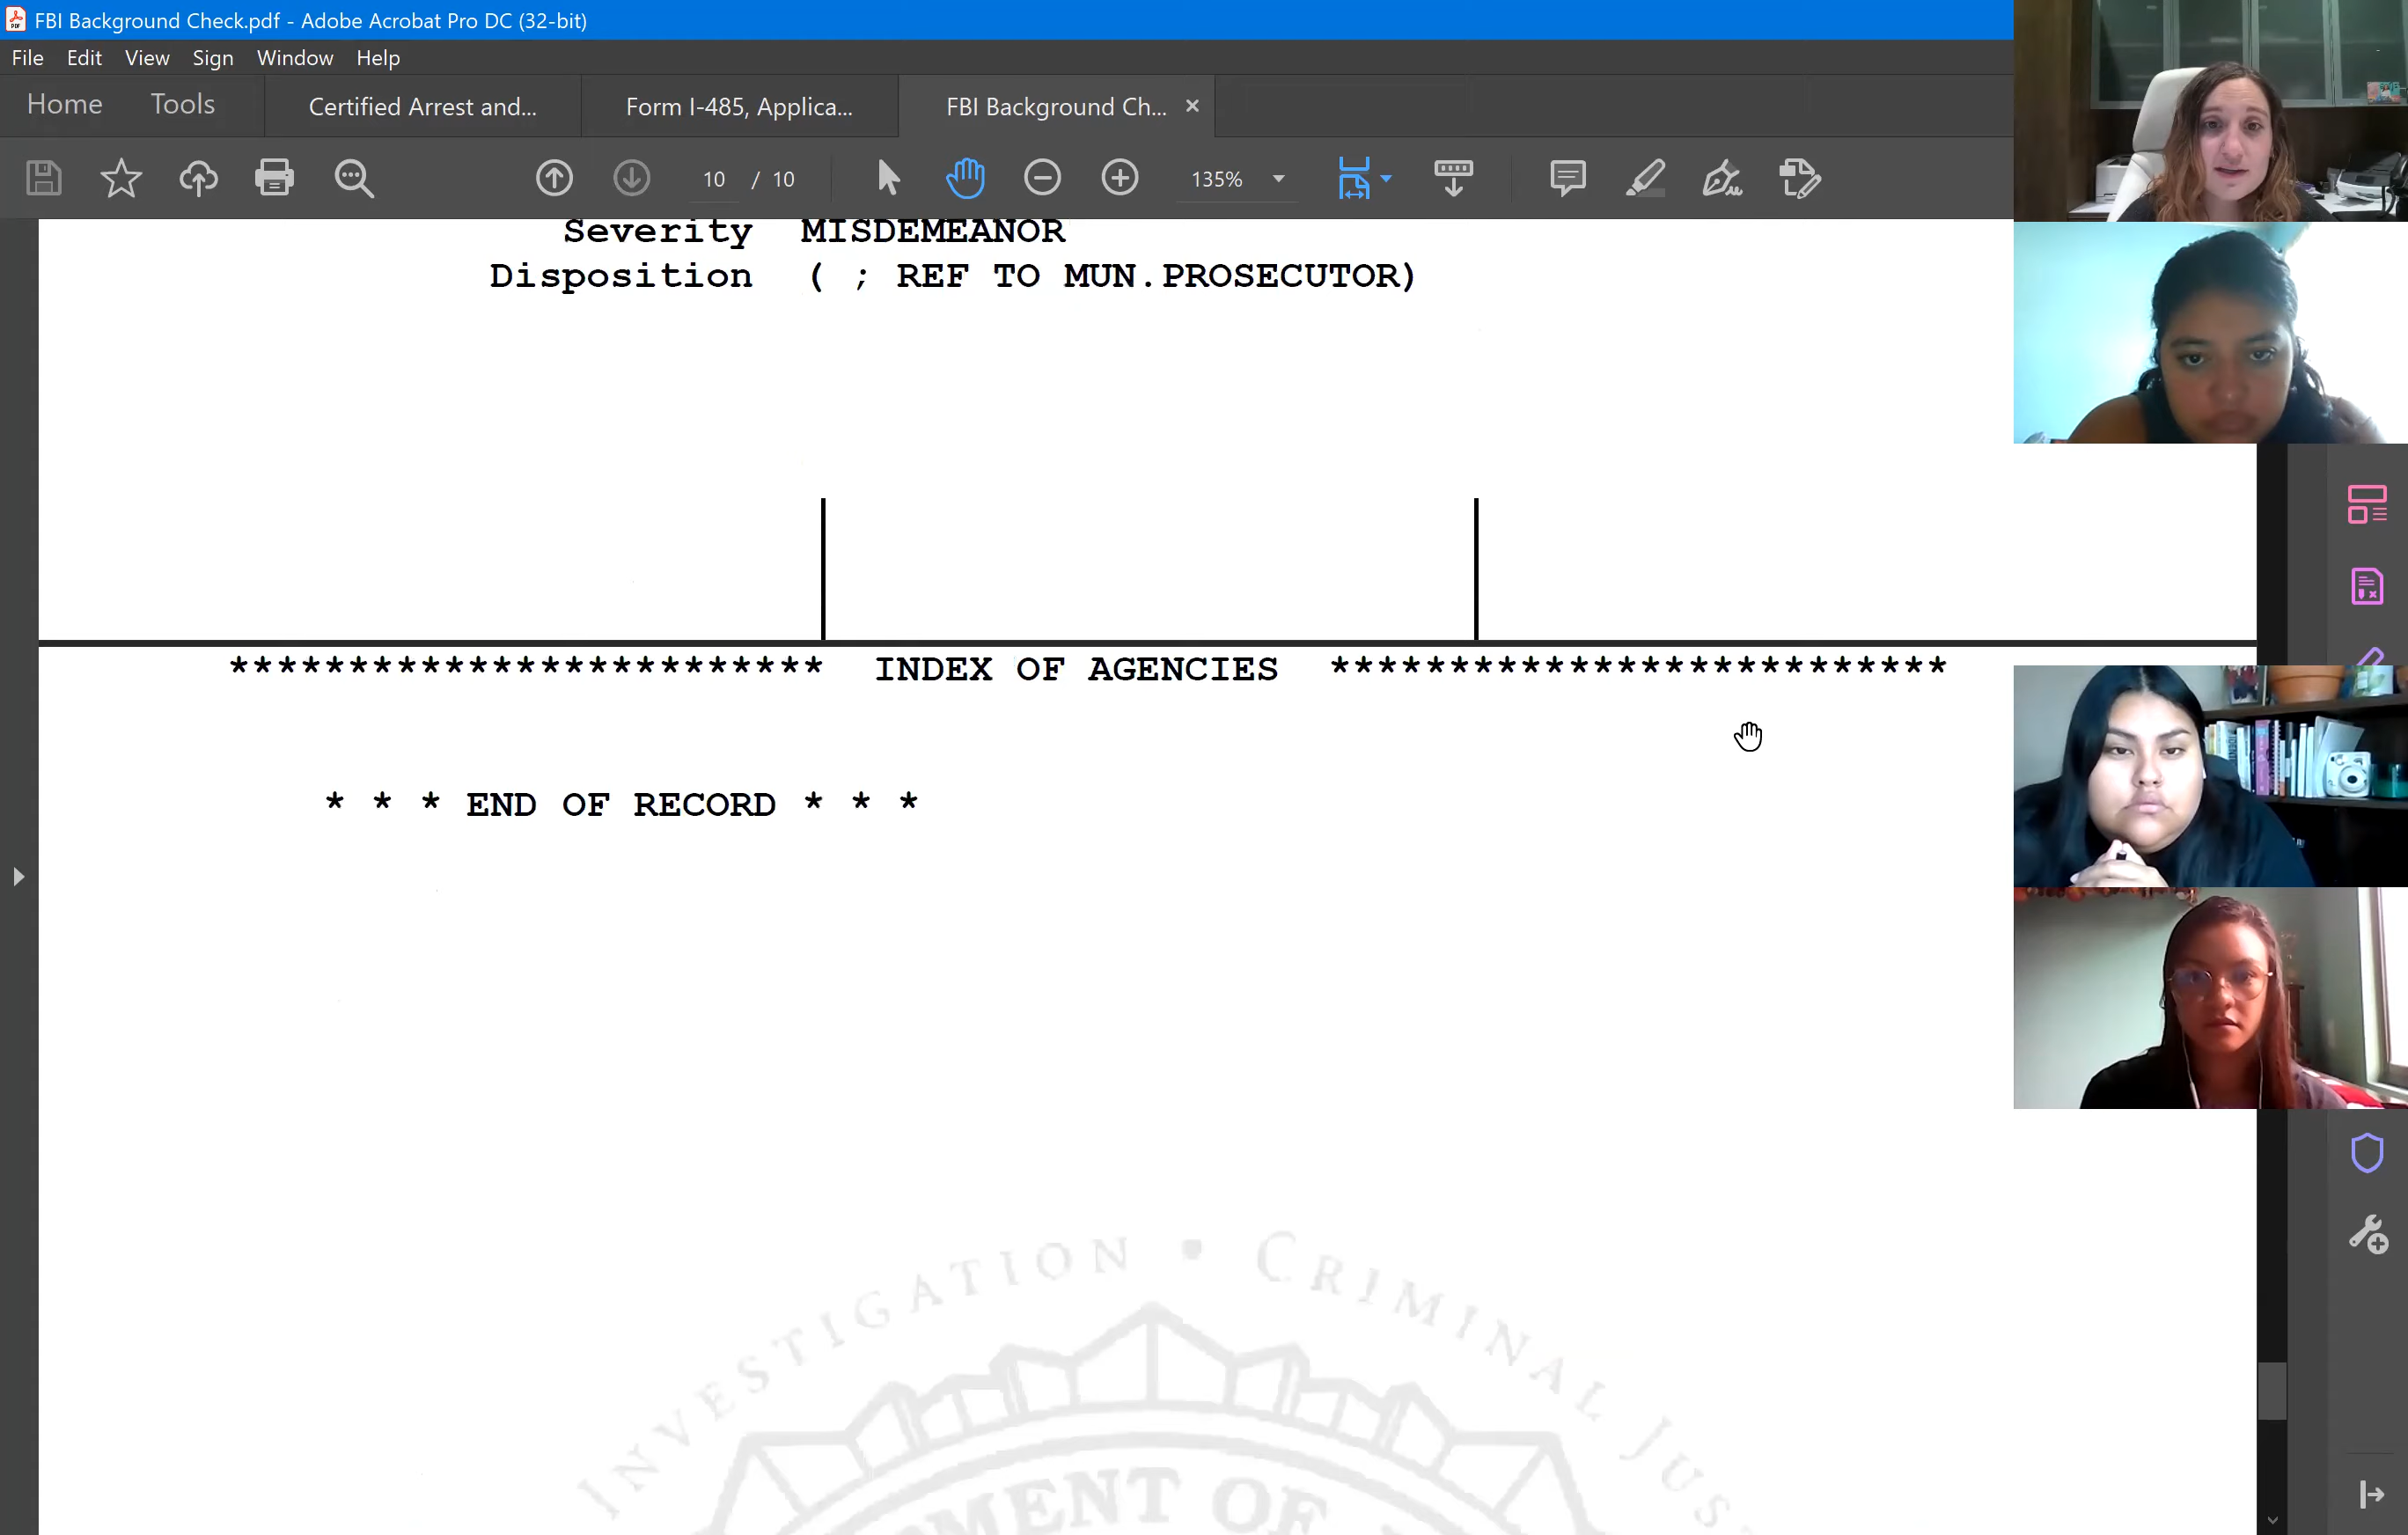 FBI Background Check.pdf - Adobe Acrobat Pro DC (32-bit)
File Edit View Sign Window Help
Home Tools Certified Arrest and... Form I-485, Applica... FBI Background Ch... ×
10 / 10 135%
Severity MISDEMEANOR
Disposition ( ; REF TO MUN.PROSECUTOR)
************************* INDEX OF AGENCIES **************************
* * * END OF RECORD * * *
INVESTIGATION • CRIMINAL JUS
MENT OF